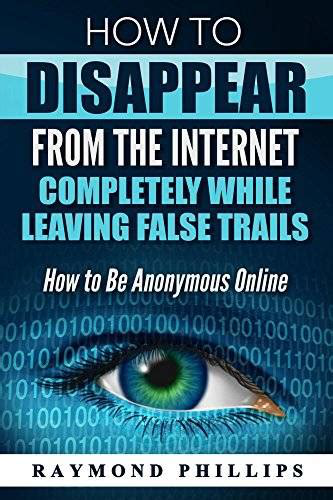 HOW TO
DISAPPEAR
FROM THE INTERNET
COMPLETELY WHILE
LEAVING FALSE TRAILS
How to Be Anonymous Online
RAYMOND PHILLIPS